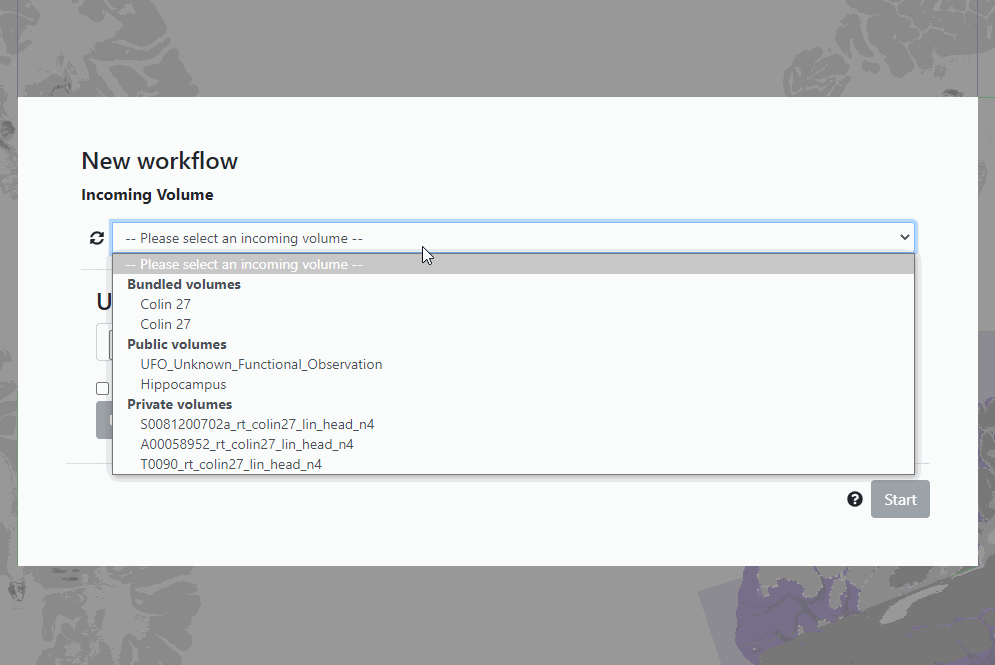 New workflow
Incoming Volume
-- Please select an incoming volume --
-- Please select an incoming volume --
Bundled volumes
Colin 27
Colin 27
Public volumes
UFO_Unknown_Functional_Observation
Hippocampus
Private volumes
S0081200702a_rt_colin27_lin_head_n4
A00058952_rt_colin27_lin_head_n4
T0090_rt_colin27_lin_head_n4
Start